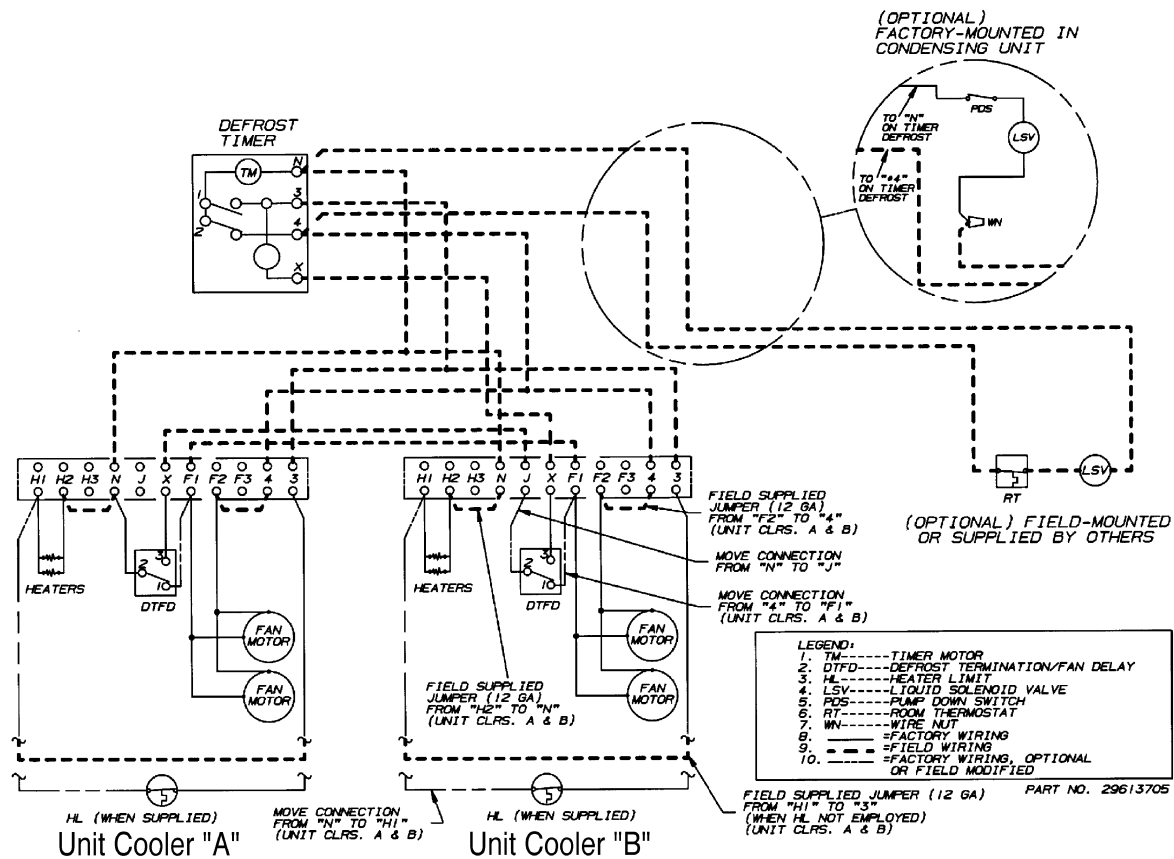 (OPTIONAL)
FACTORY-MOUNTED IN
CONDENSING UNIT
TO "N"
ON TIMER
DEFROST
PDS
LSV
TO "*4"
ON TIMER
DEFROST
WN
DEFROST
TIMER
TM
N
1
3
2
4
X
H1 H2 H3 N J X F1 F2 F3 4 3
HEATERS
2
3
1
DTFD
FAN
MOTOR
FAN
MOTOR
H1 H2 H3 N J X F1 F2 F3 4 3
HEATERS
2
3
1
DTFD
FAN
MOTOR
FAN
MOTOR
RT
LSV
(OPTIONAL) FIELD-MOUNTED
OR SUPPLIED BY OTHERS
FIELD SUPPLIED
JUMPER (12 GA)
FROM "F2" TO "4"
(UNIT CLRS. A & B)
MOVE CONNECTION
FROM "N" TO "J"
MOVE CONNECTION
FROM "4" TO "F1"
(UNIT CLRS. A & B)
FIELD SUPPLIED
JUMPER (12 GA)
FROM "H2" TO "N"
(UNIT CLRS. A & B)
LEGEND:
1. TM------TIMER MOTOR
2. DTFD----DEFROST TERMINATION/FAN DELAY
3. HL------HEATER LIMIT
4. LSV-----LIQUID SOLENOID VALVE
5. PDS-----PUMP DOWN SWITCH
6. RT------ROOM THERMOSTAT
7. WN------WIRE NUT
8. =FACTORY WIRING
9. =FIELD WIRING
10. =FACTORY WIRING, OPTIONAL
OR FIELD MODIFIED
PART NO. 29613705
HL (WHEN SUPPLIED)
MOVE CONNECTION
FROM "N" TO "H1"
(UNIT CLRS. A & B)
HL (WHEN SUPPLIED)
FIELD SUPPLIED JUMPER (12 GA)
FROM "H1" TO "3"
(WHEN HL NOT EMPLOYED)
(UNIT CLRS. A & B)
Unit Cooler "A"
Unit Cooler "B"